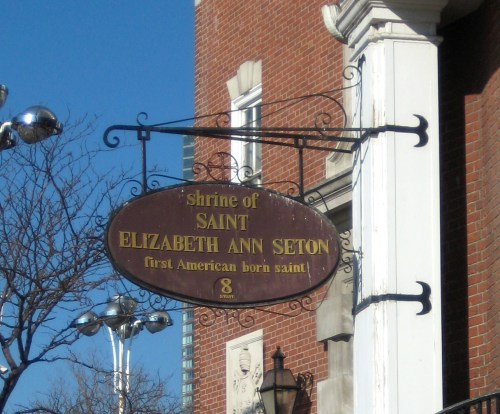 shrine of
SAINT
ELIZABETH ANN SETON
first American born saint
8